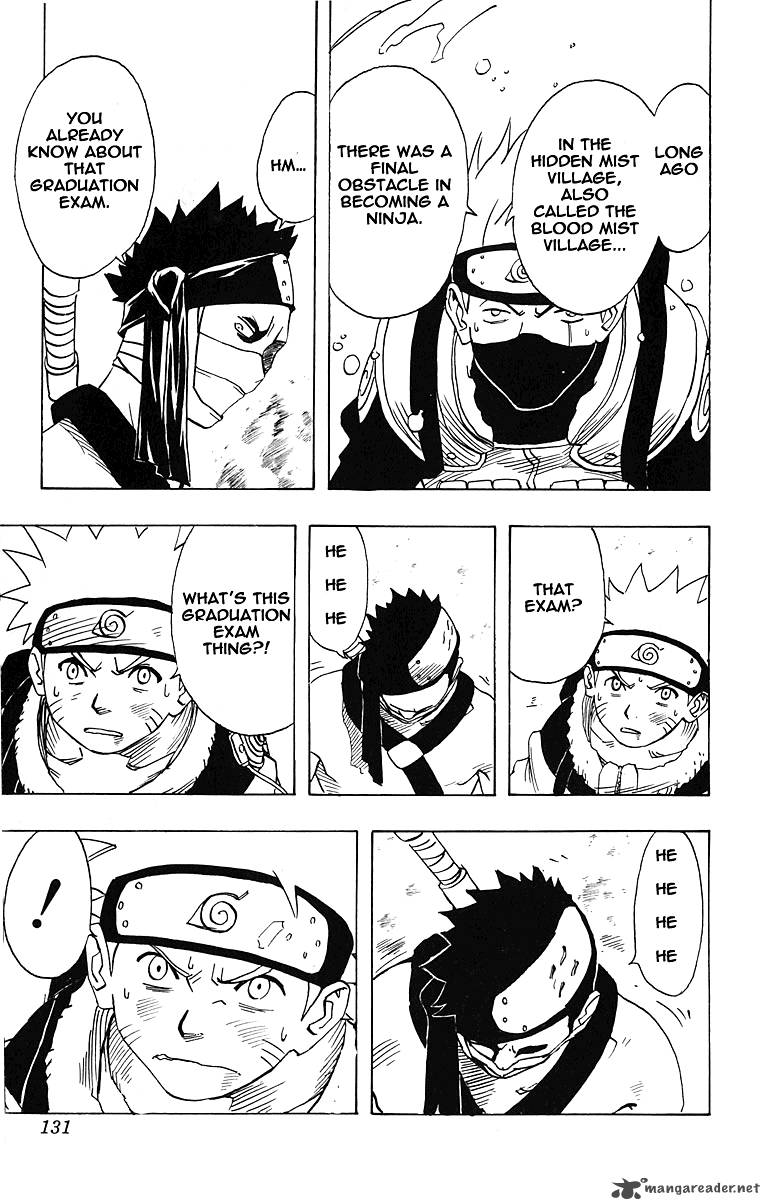 LONG
AGO
IN THE
HIDDEN MIST
VILLAGE,
ALSO
CALLED THE
BLOOD MIST
VILLAGE...
THERE WAS A
FINAL
OBSTACLE IN
BECOMING A
NINJA.
HM...
YOU
ALREADY
KNOW ABOUT
THAT
GRADUATION
EXAM.
THAT
EXAM?
HE
HE
HE
WHAT'S THIS
GRADUATION
EXAM
THING?!
HE
HE
HE
HE
!
131
mangareader.net